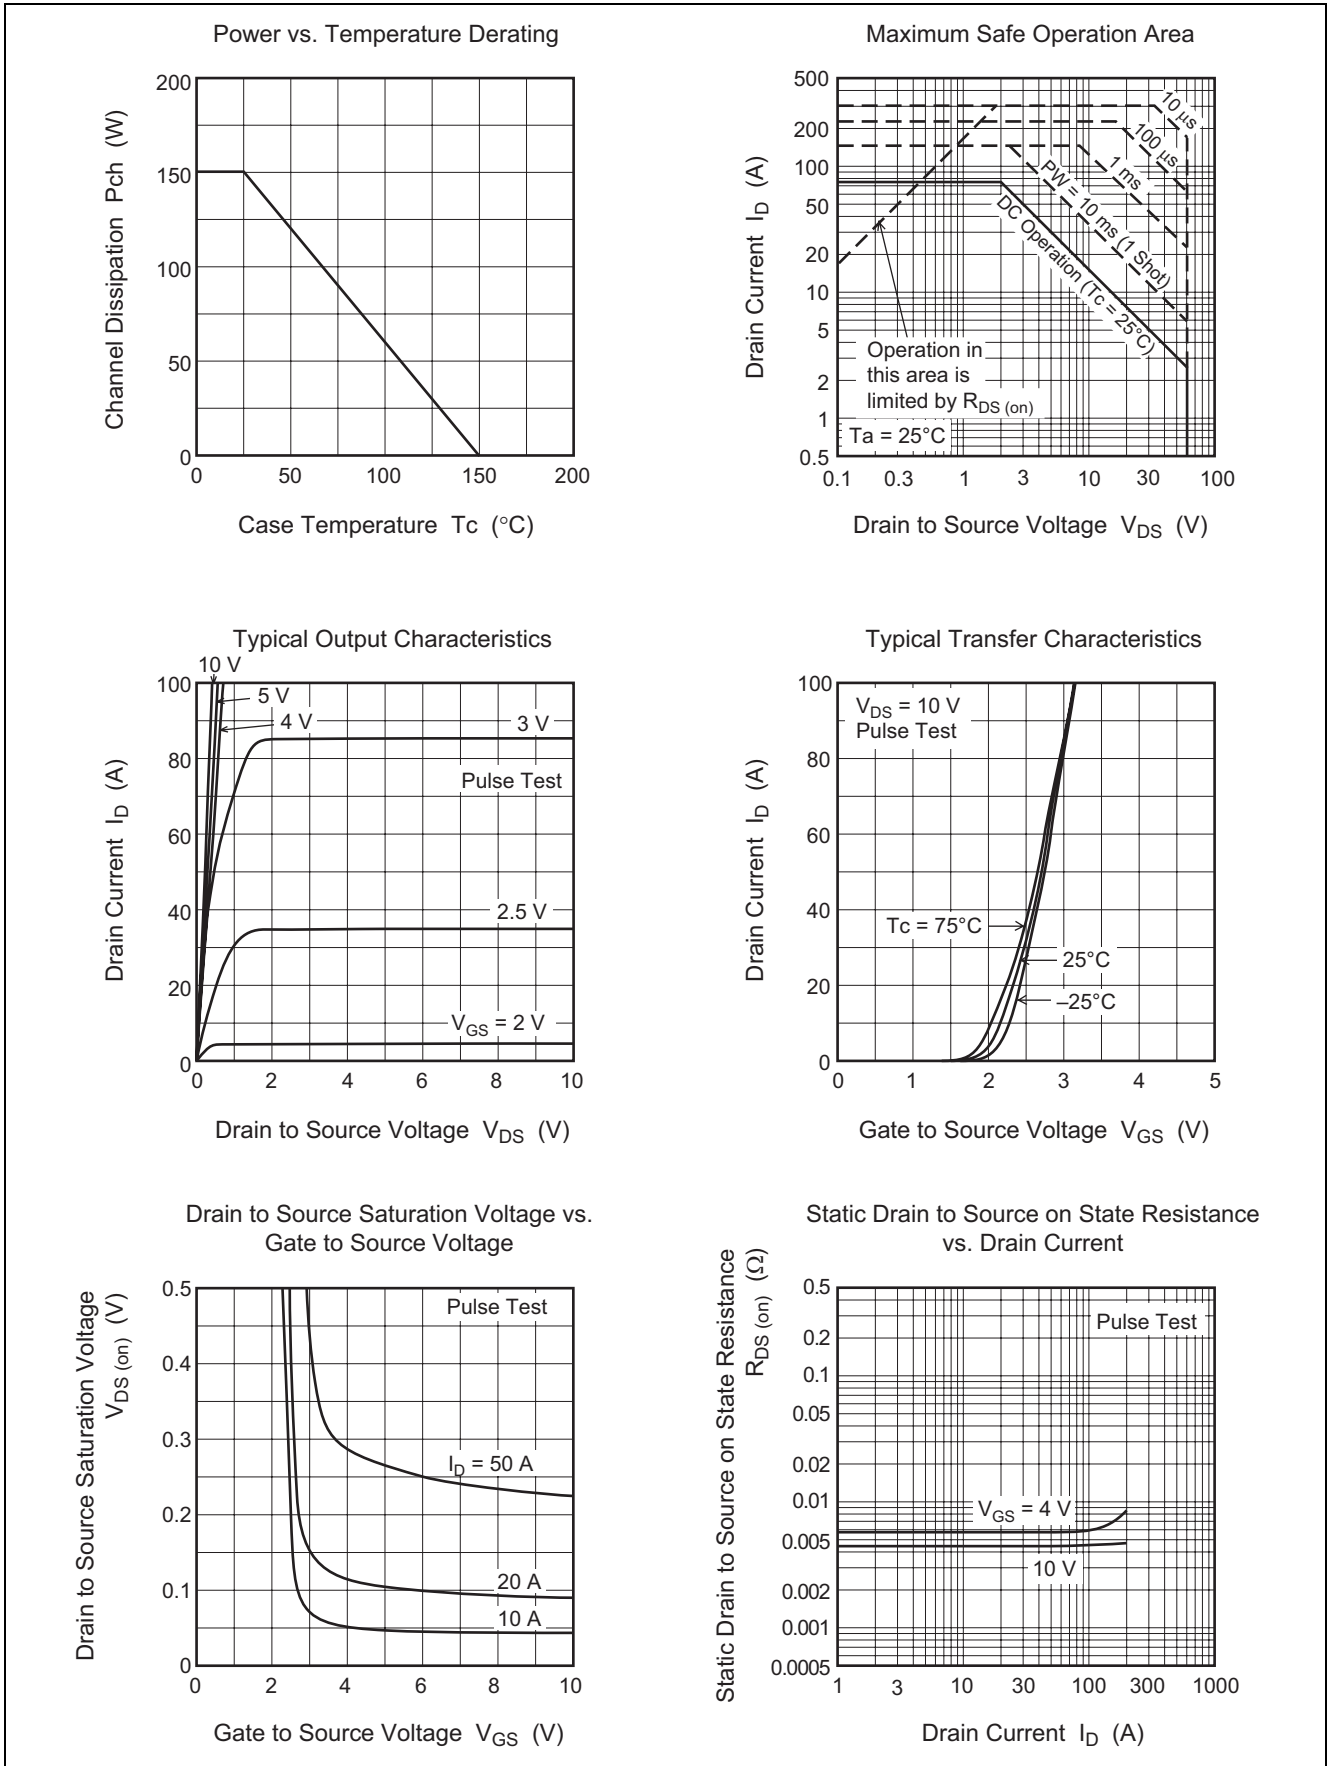 Power vs. Temperature Derating
Channel Dissipation Pch (W)
200
150
100
50
0
0 50 100 150 200
Case Temperature Tc (°C)
Maximum Safe Operation Area
Drain Current ID (A)
500
200
100
50
20
10
5
2
1
0.5
10 μs
100 μs
1 ms
PW = 10 ms (1 Shot)
DC Operation (Tc = 25°C)
Operation in
this area is
limited by RDS (on)
Ta = 25°C
0.1 0.3 1 3 10 30 100
Drain to Source Voltage VDS (V)
Typical Output Characteristics
Drain Current ID (A)
100
80
60
40
20
0
10 V
5 V
4 V
3 V
Pulse Test
2.5 V
VGS = 2 V
0 2 4 6 8 10
Drain to Source Voltage VDS (V)
Typical Transfer Characteristics
Drain Current ID (A)
100
80
60
40
20
0
VDS = 10 V
Pulse Test
Tc = 75°C
25°C
–25°C
0 1 2 3 4 5
Gate to Source Voltage VGS (V)
Drain to Source Saturation Voltage vs.
Gate to Source Voltage
Drain to Source Saturation Voltage
VDS (on) (V)
0.5
0.4
0.3
0.2
0.1
0
Pulse Test
ID = 50 A
20 A
10 A
0 2 4 6 8 10
Gate to Source Voltage VGS (V)
Static Drain to Source on State Resistance
vs. Drain Current
Static Drain to Source on State Resistance
RDS (on) (Ω)
0.5
0.2
0.1
0.05
0.02
0.01
0.005
0.002
0.001
0.0005
Pulse Test
VGS = 4 V
10 V
1 3 10 30 100 300 1000
Drain Current ID (A)